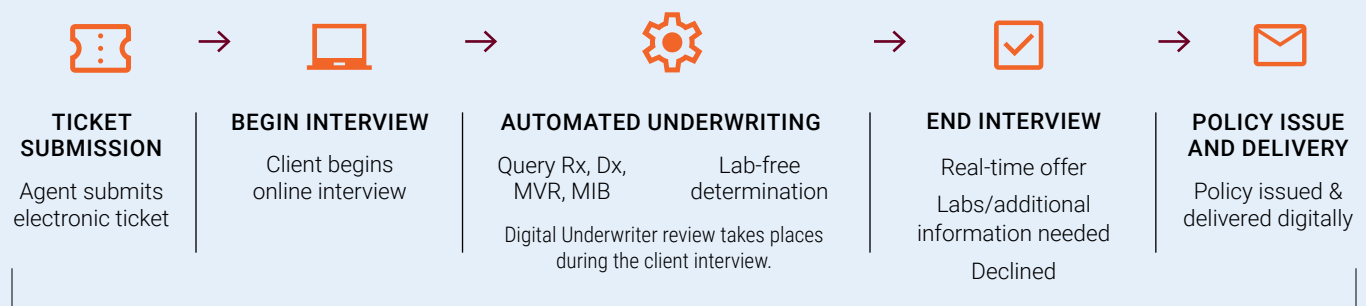 TICKET
SUBMISSION
Agent submits
electronic ticket
BEGIN INTERVIEW
Client begins
online interview
AUTOMATED UNDERWRITING
Query Rx, Dx,
MVR, MIB
Lab-free
determination
Digital Underwriter review takes places
during the client interview.
END INTERVIEW
Real-time offer
Labs/additional
information needed
Declined
POLICY ISSUE
AND DELIVERY
Policy issued &
delivered digitally